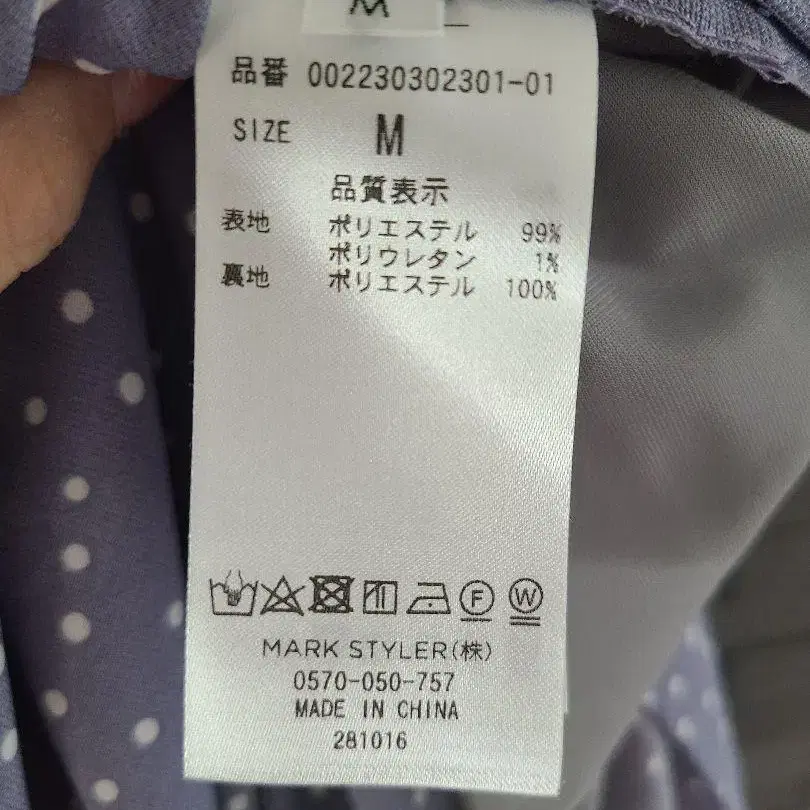 M
品番 002230302301-01
SIZE M
品質表示
表地 ポリエステル 99%
ポリウレタン 1%
裏地 ポリエステル 100%
F W
MARK STYLER(株)
0570-050-757
MADE IN CHINA
281016